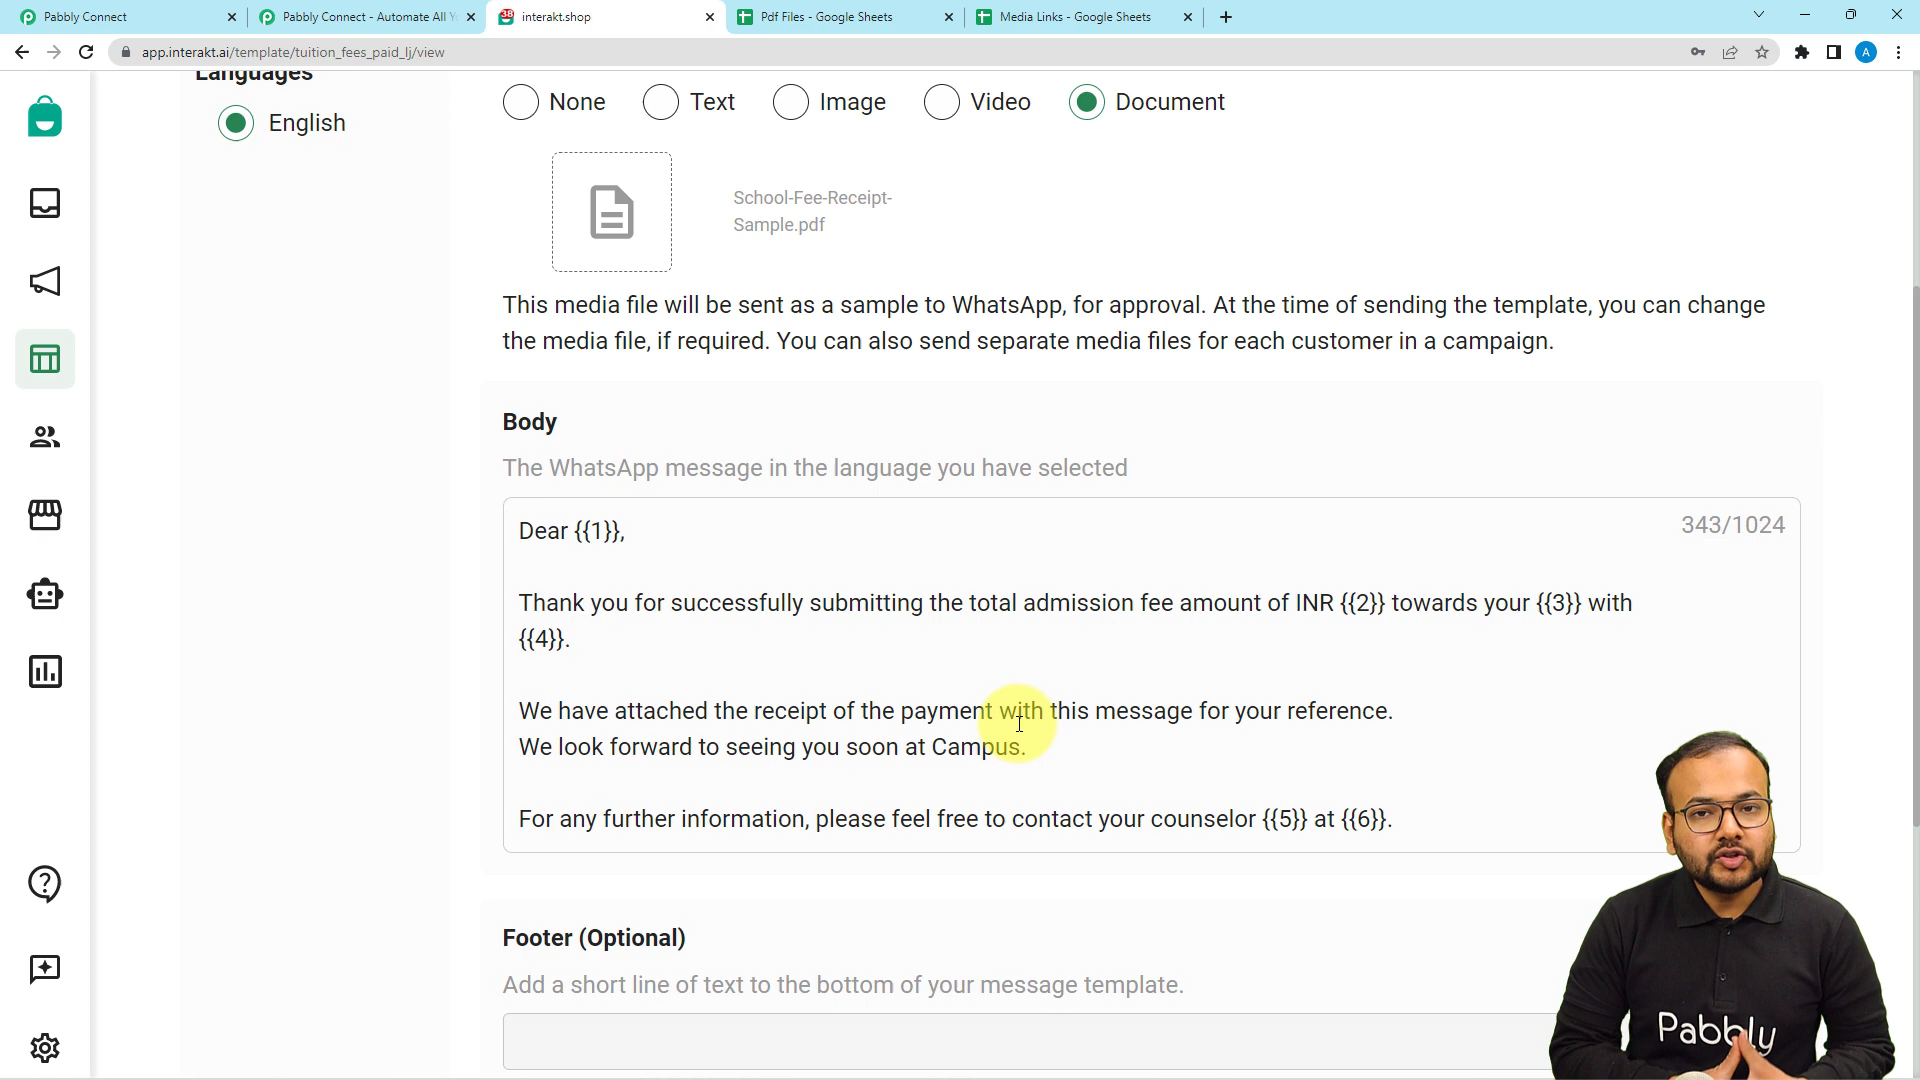 Pabbly Connect
Pabbly Connect - Automate All Y
38
interakt.shop
Pdf Files - Google Sheets
Media Links - Google Sheets
app.interakt.ai/template/tuition_fees_paid_lj/view
A
Languages
English
None
Text
Image
Video
Document
School-Fee-Receipt-
Sample.pdf
This media file will be sent as a sample to WhatsApp, for approval. At the time of sending the template, you can change
the media file, if required. You can also send separate media files for each customer in a campaign.
Body
The WhatsApp message in the language you have selected
343/1024
Dear {{1}},
Thank you for successfully submitting the total admission fee amount of INR {{2}} towards your {{3}} with
{{4}}.
We have attached the receipt of the payment with this message for your reference.
We look forward to seeing you soon at Campus.
For any further information, please feel free to contact your counselor {{5}} at {{6}}.
Footer (Optional)
Add a short line of text to the bottom of your message template.
Pabbly